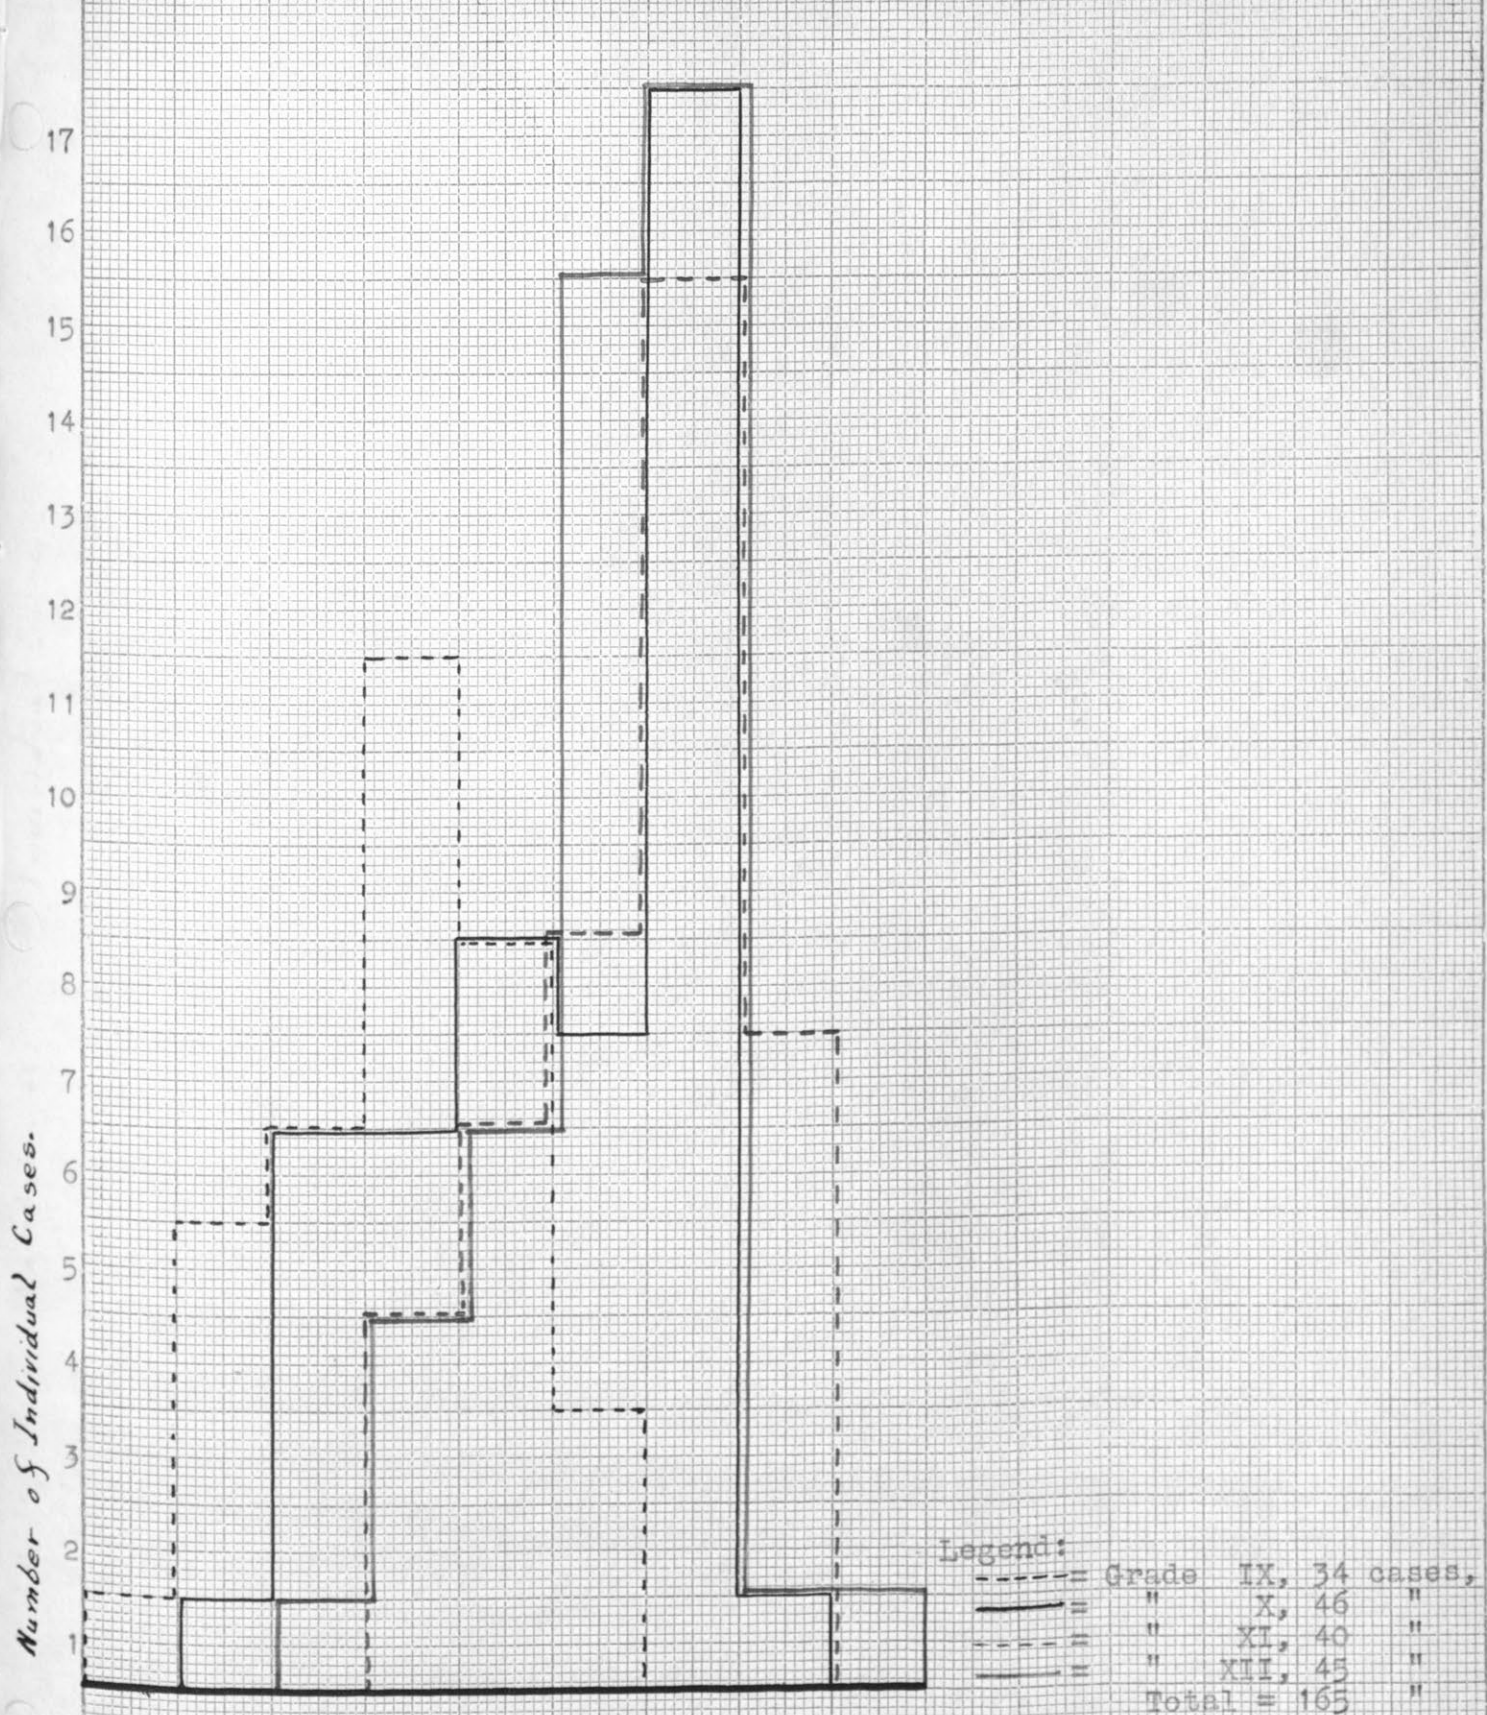 17
16
15
14
13
12
11
10
9
8
7
6
5
4
3
2
1
Number of Individual Cases.
Legend:
= Grade IX, 34 cases,
= " X, 46 "
= " XI, 40 "
= " XII, 45 "
Total = 165 "